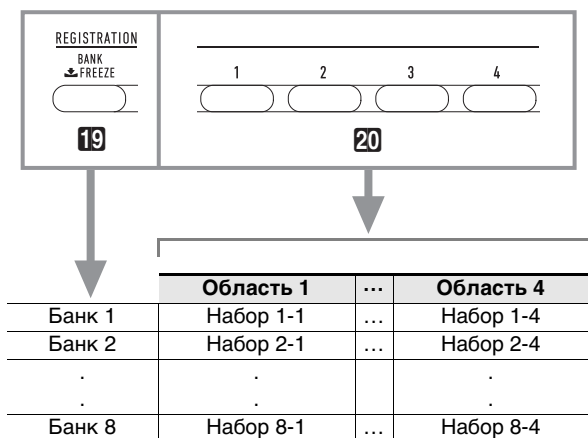 REGISTRATION
BANK
FREEZE
1 2 3 4
19 20
Область 1 … Область 4
Банк 1 Набор 1-1 … Набор 1-4
Банк 2 Набор 2-1 … Набор 2-4
. . .
. . .
Банк 8 Набор 8-1 … Набор 8-4